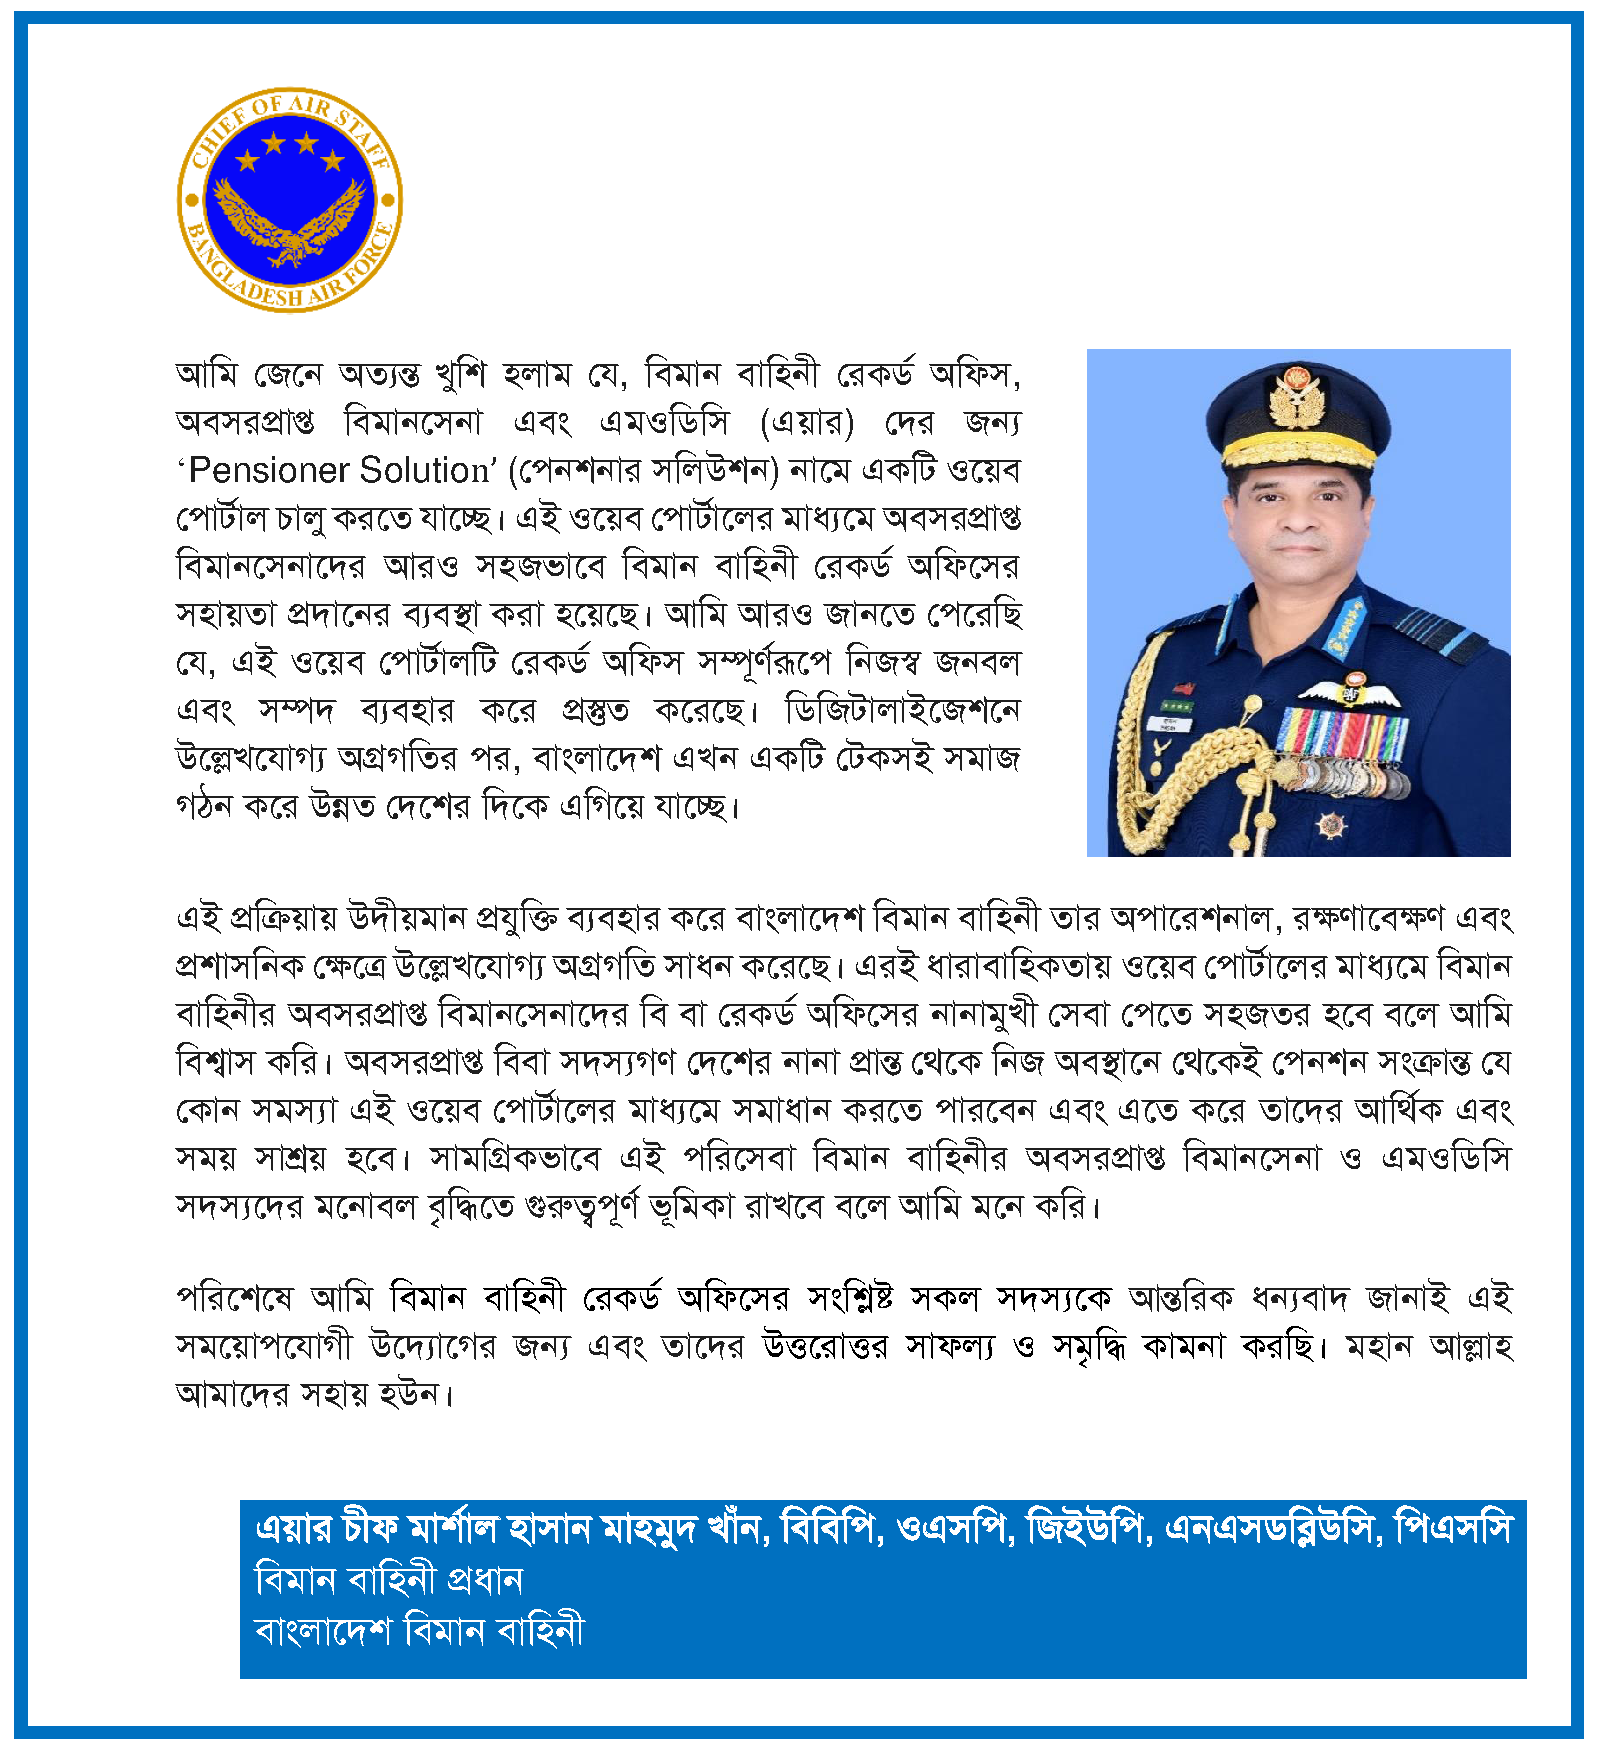 CHIEF OF AIR STAFF
BANGLADESH AIR FORCE
আমি জেনে অত্যন্ত খুশি হলাম যে, বিমান বাহিনী রেকর্ড অফিস,
অবসরপ্রাপ্ত বিমানসেনা এবং এমওডিসি (এয়ার) দের জন্য
‘Pensioner Solution’ (পেনশনার সলিউশন) নামে একটি ওয়েব
পোর্টাল চালু করতে যাচ্ছে। এই ওয়েব পোর্টালের মাধ্যমে অবসরপ্রাপ্ত
বিমানসেনাদের আরও সহজভাবে বিমান বাহিনী রেকর্ড অফিসের
সহায়তা প্রদানের ব্যবস্থা করা হয়েছে। আমি আরও জানতে পেরেছি
যে, এই ওয়েব পোর্টালটি রেকর্ড অফিস সম্পূর্ণরূপে নিজস্ব জনবল
এবং সম্পদ ব্যবহার করে প্রস্তুত করেছে। ডিজিটালাইজেশনে
উল্লেখযোগ্য অগ্রগতির পর, বাংলাদেশ এখন একটি টেকসই সমাজ
গঠন করে উন্নত দেশের দিকে এগিয়ে যাচ্ছে।
এই প্রক্রিয়ায় উদীয়মান প্রযুক্তি ব্যবহার করে বাংলাদেশ বিমান বাহিনী তার অপারেশনাল, রক্ষণাবেক্ষণ এবং
প্রশাসনিক ক্ষেত্রে উল্লেখযোগ্য অগ্রগতি সাধন করেছে। এরই ধারাবাহিকতায় ওয়েব পোর্টালের মাধ্যমে বিমান
বাহিনীর অবসরপ্রাপ্ত বিমানসেনাদের বি বা রেকর্ড অফিসের নানামুখী সেবা পেতে সহজতর হবে বলে আমি
বিশ্বাস করি। অবসরপ্রাপ্ত বিবা সদস্যগণ দেশের নানা প্রান্ত থেকে নিজ অবস্থানে থেকেই পেনশন সংক্রান্ত যে
কোন সমস্যা এই ওয়েব পোর্টালের মাধ্যমে সমাধান করতে পারবেন এবং এতে করে তাদের আর্থিক এবং
সময় সাশ্রয় হবে। সামগ্রিকভাবে এই পরিসেবা বিমান বাহিনীর অবসরপ্রাপ্ত বিমানসেনা ও এমওডিসি
সদস্যদের মনোবল বৃদ্ধিতে গুরুত্বপূর্ণ ভূমিকা রাখবে বলে আমি মনে করি।
পরিশেষে আমি বিমান বাহিনী রেকর্ড অফিসের সংশ্লিষ্ট সকল সদস্যকে আন্তরিক ধন্যবাদ জানাই এই
সময়োপযোগী উদ্যোগের জন্য এবং তাদের উত্তরোত্তর সাফল্য ও সমৃদ্ধি কামনা করছি। মহান আল্লাহ
আমাদের সহায় হউন।
এয়ার চীফ মার্শাল হাসান মাহমুদ খাঁন, বিবিপি, ওএসপি, জিইউপি, এনএসডব্লিউসি, পিএসসি
বিমান বাহিনী প্রধান
বাংলাদেশ বিমান বাহিনী